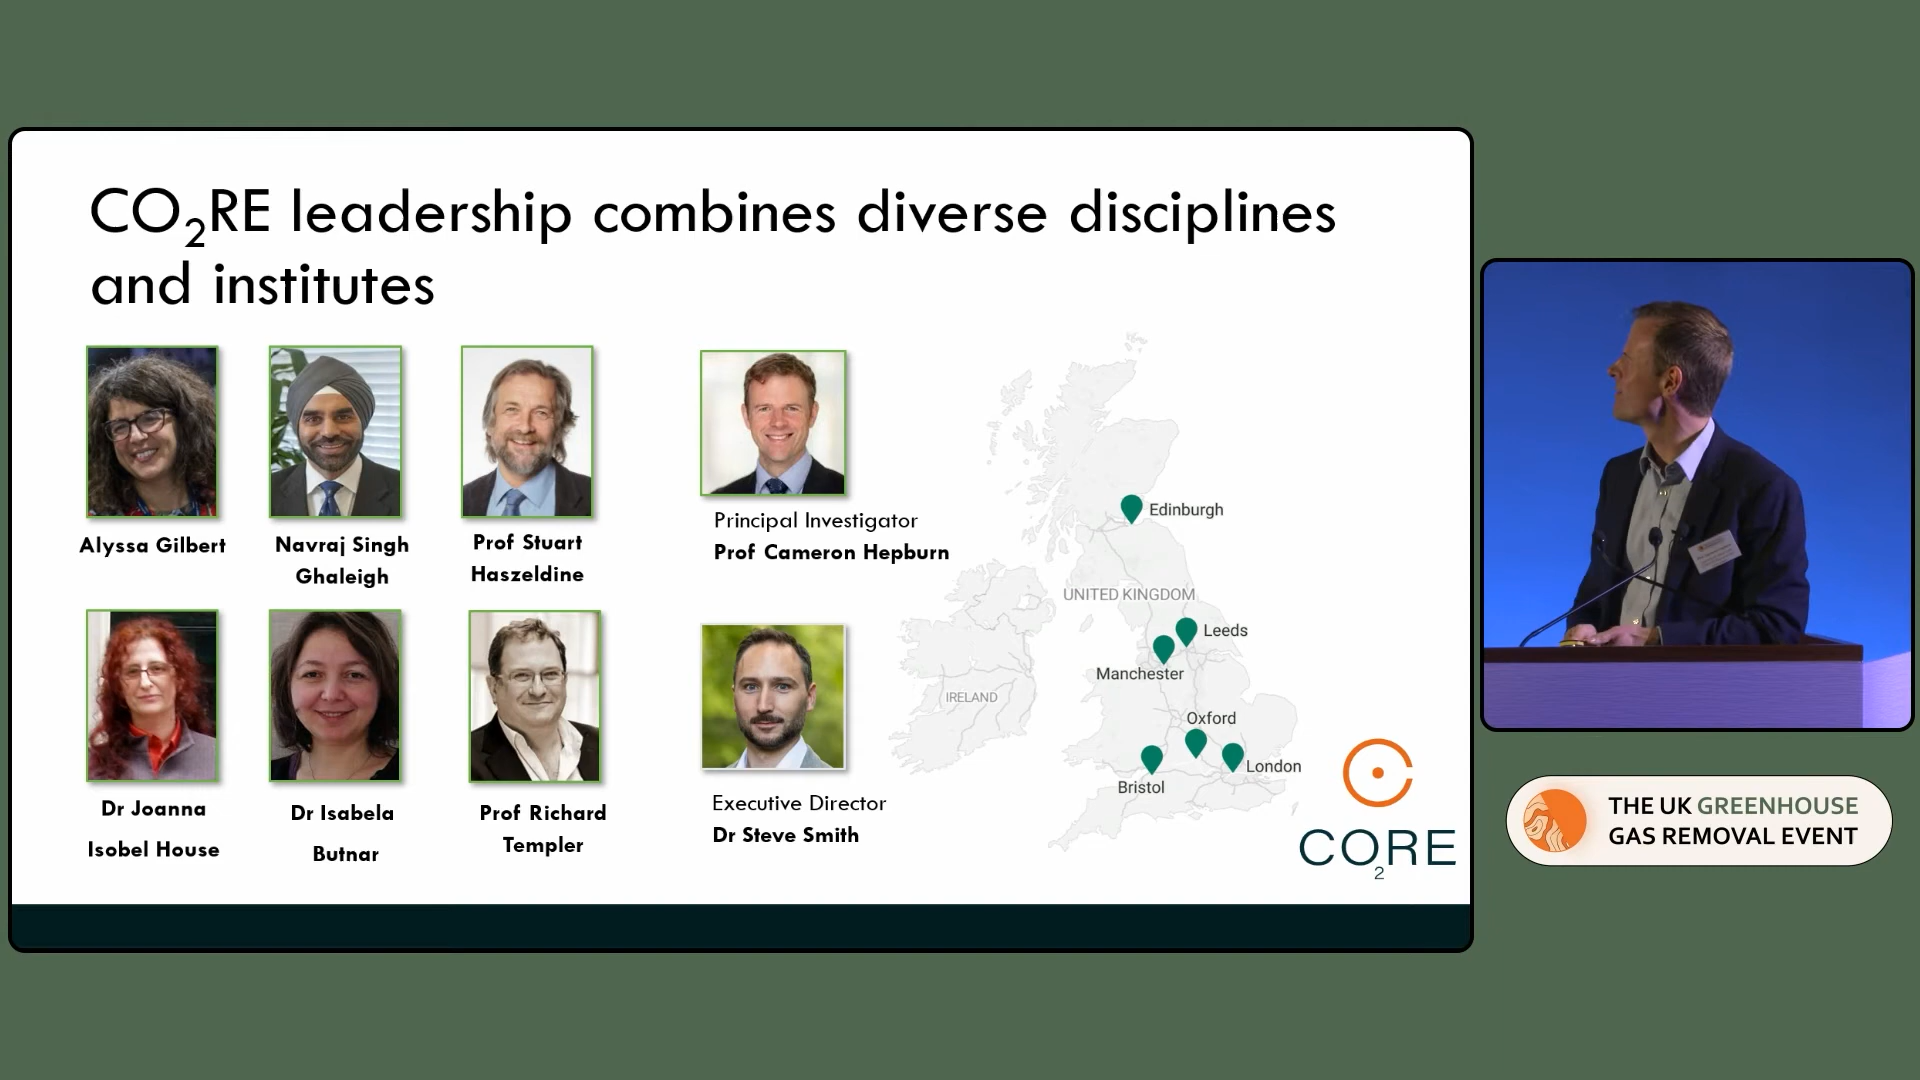 CO2RE leadership combines diverse disciplines
and institutes
Alyssa Gilbert
Navraj Singh
Ghaleigh
Prof Stuart
Haszeldine
Principal Investigator
Prof Cameron Hepburn
Dr Joanna
Isobel House
Dr Isabela
Butnar
Prof Richard
Templer
Executive Director
Dr Steve Smith
Edinburgh
UNITED KINGDOM
Leeds
Manchester
IRELAND
Oxford
London
Bristol
CO2RE
THE UK GREENHOUSE
GAS REMOVAL EVENT